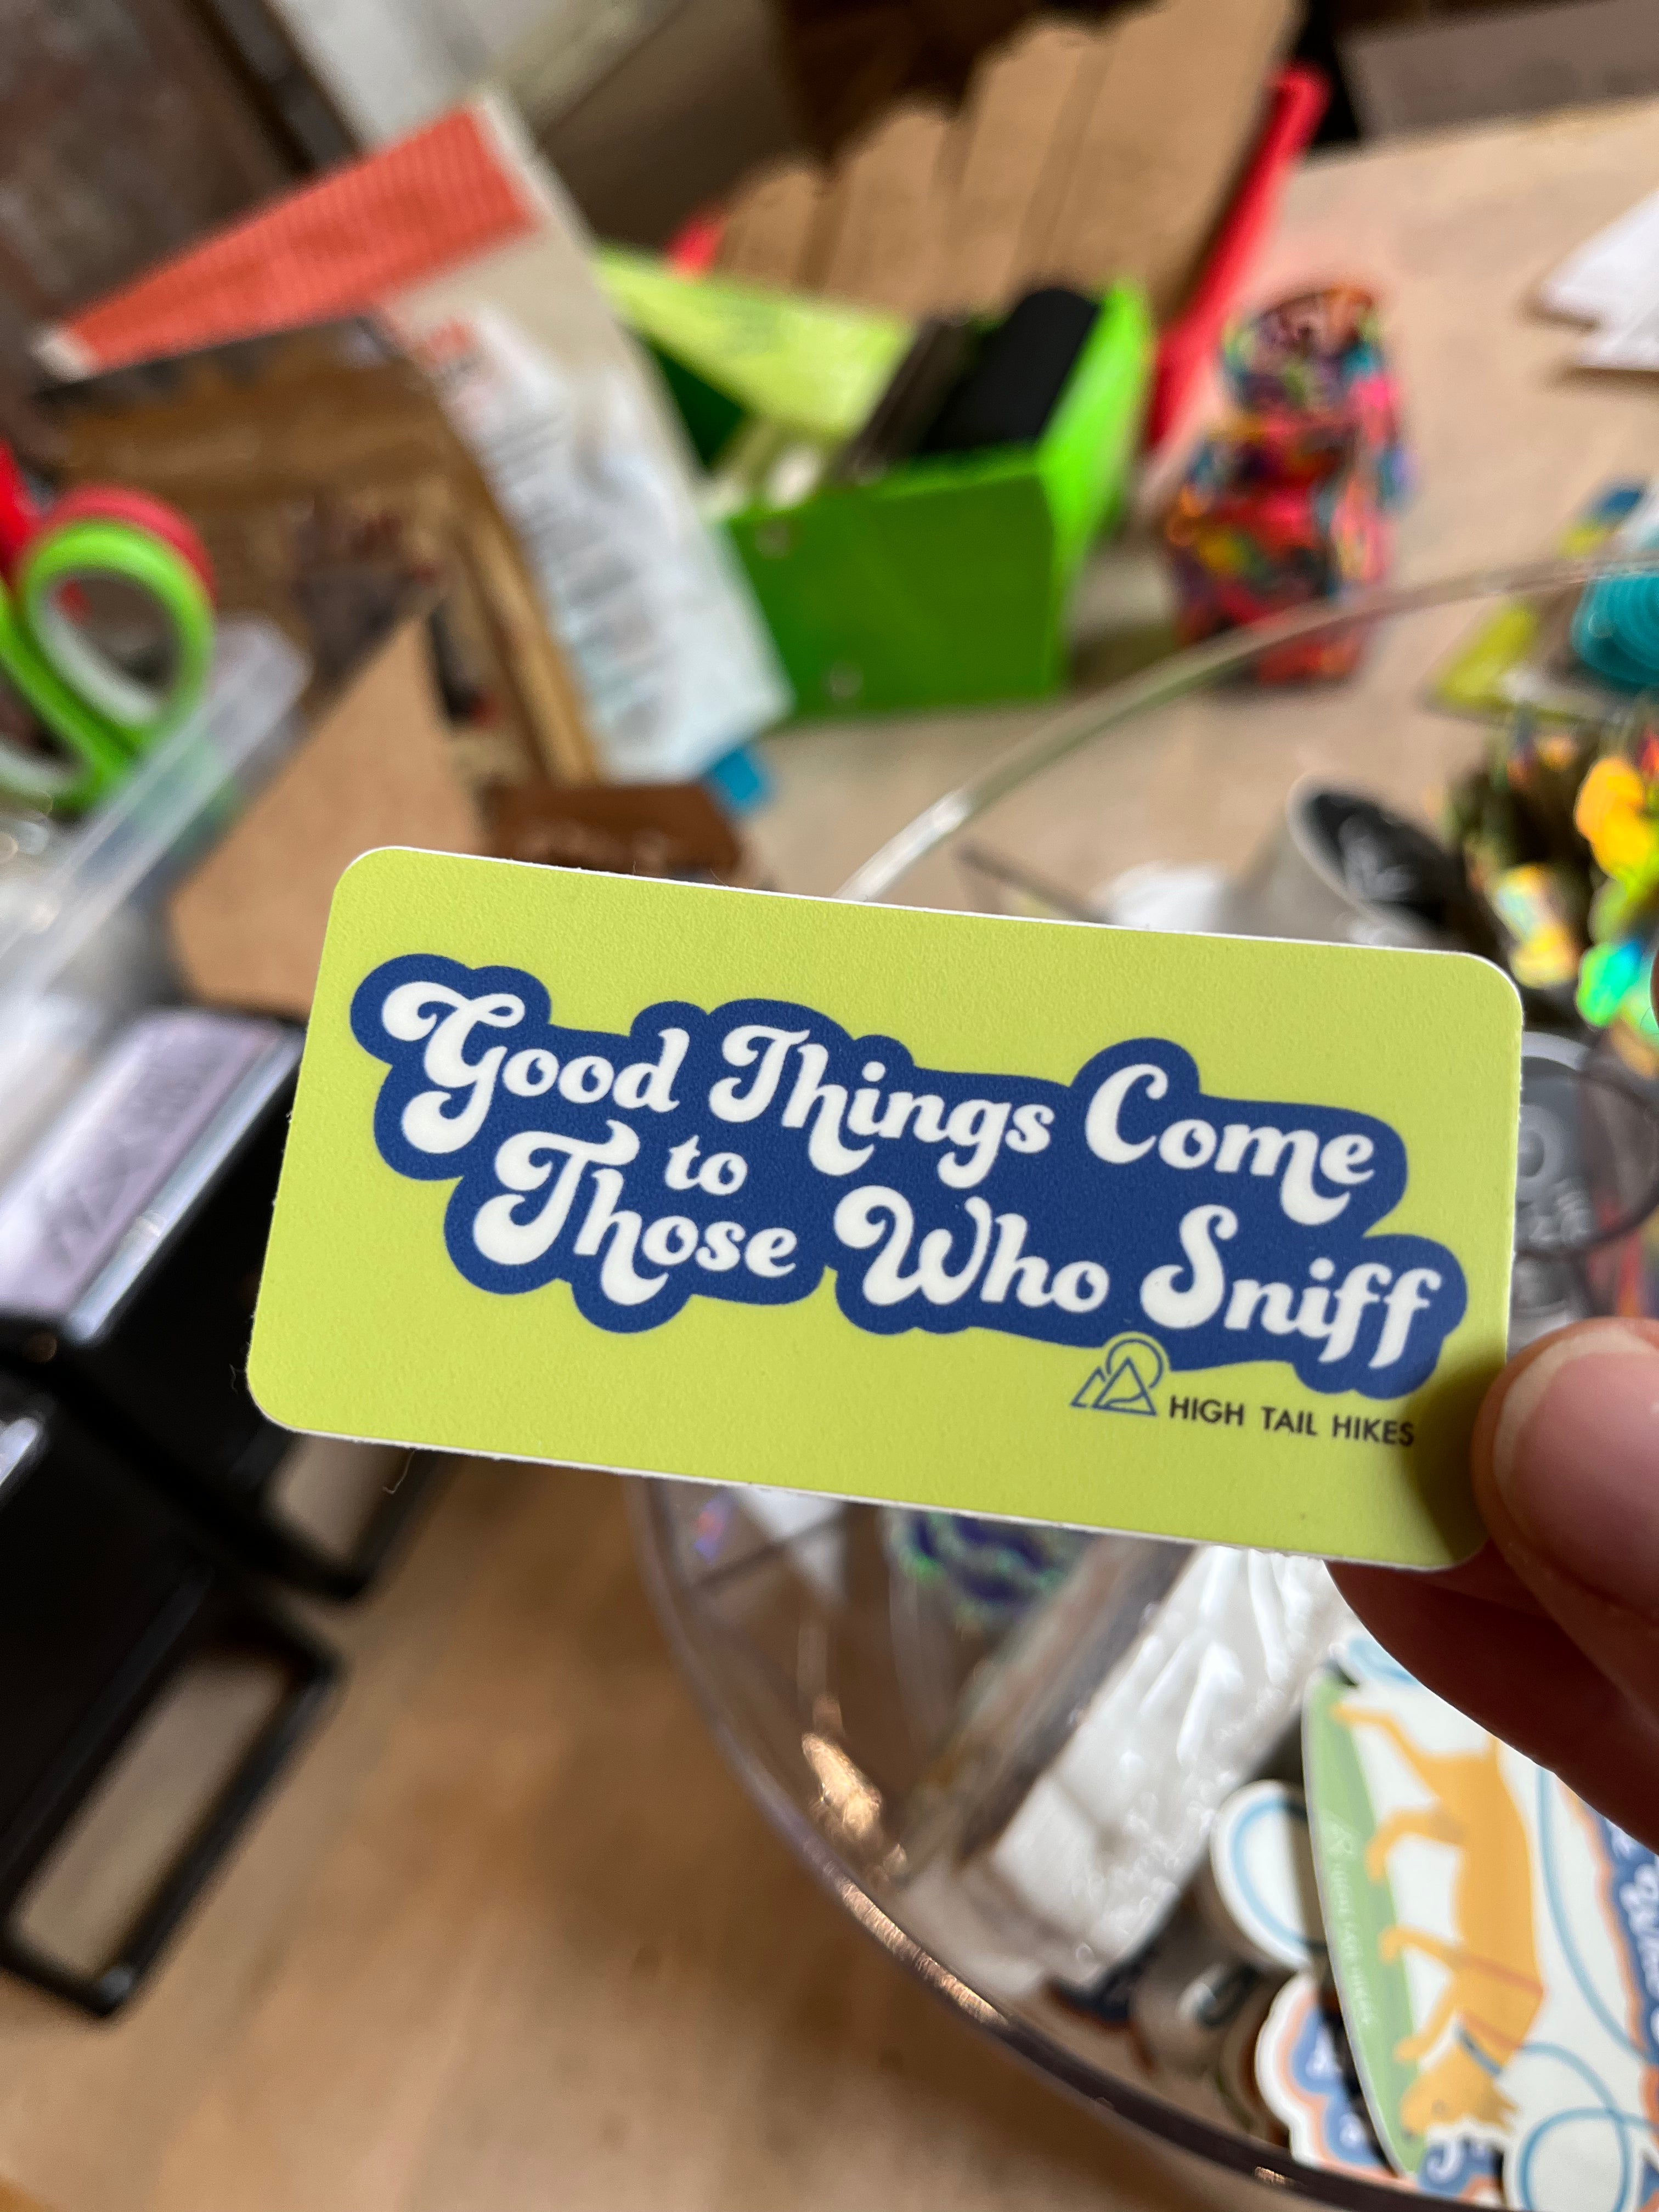 Good Things Come
to
Those Who Sniff
HIGH TAIL HIKES